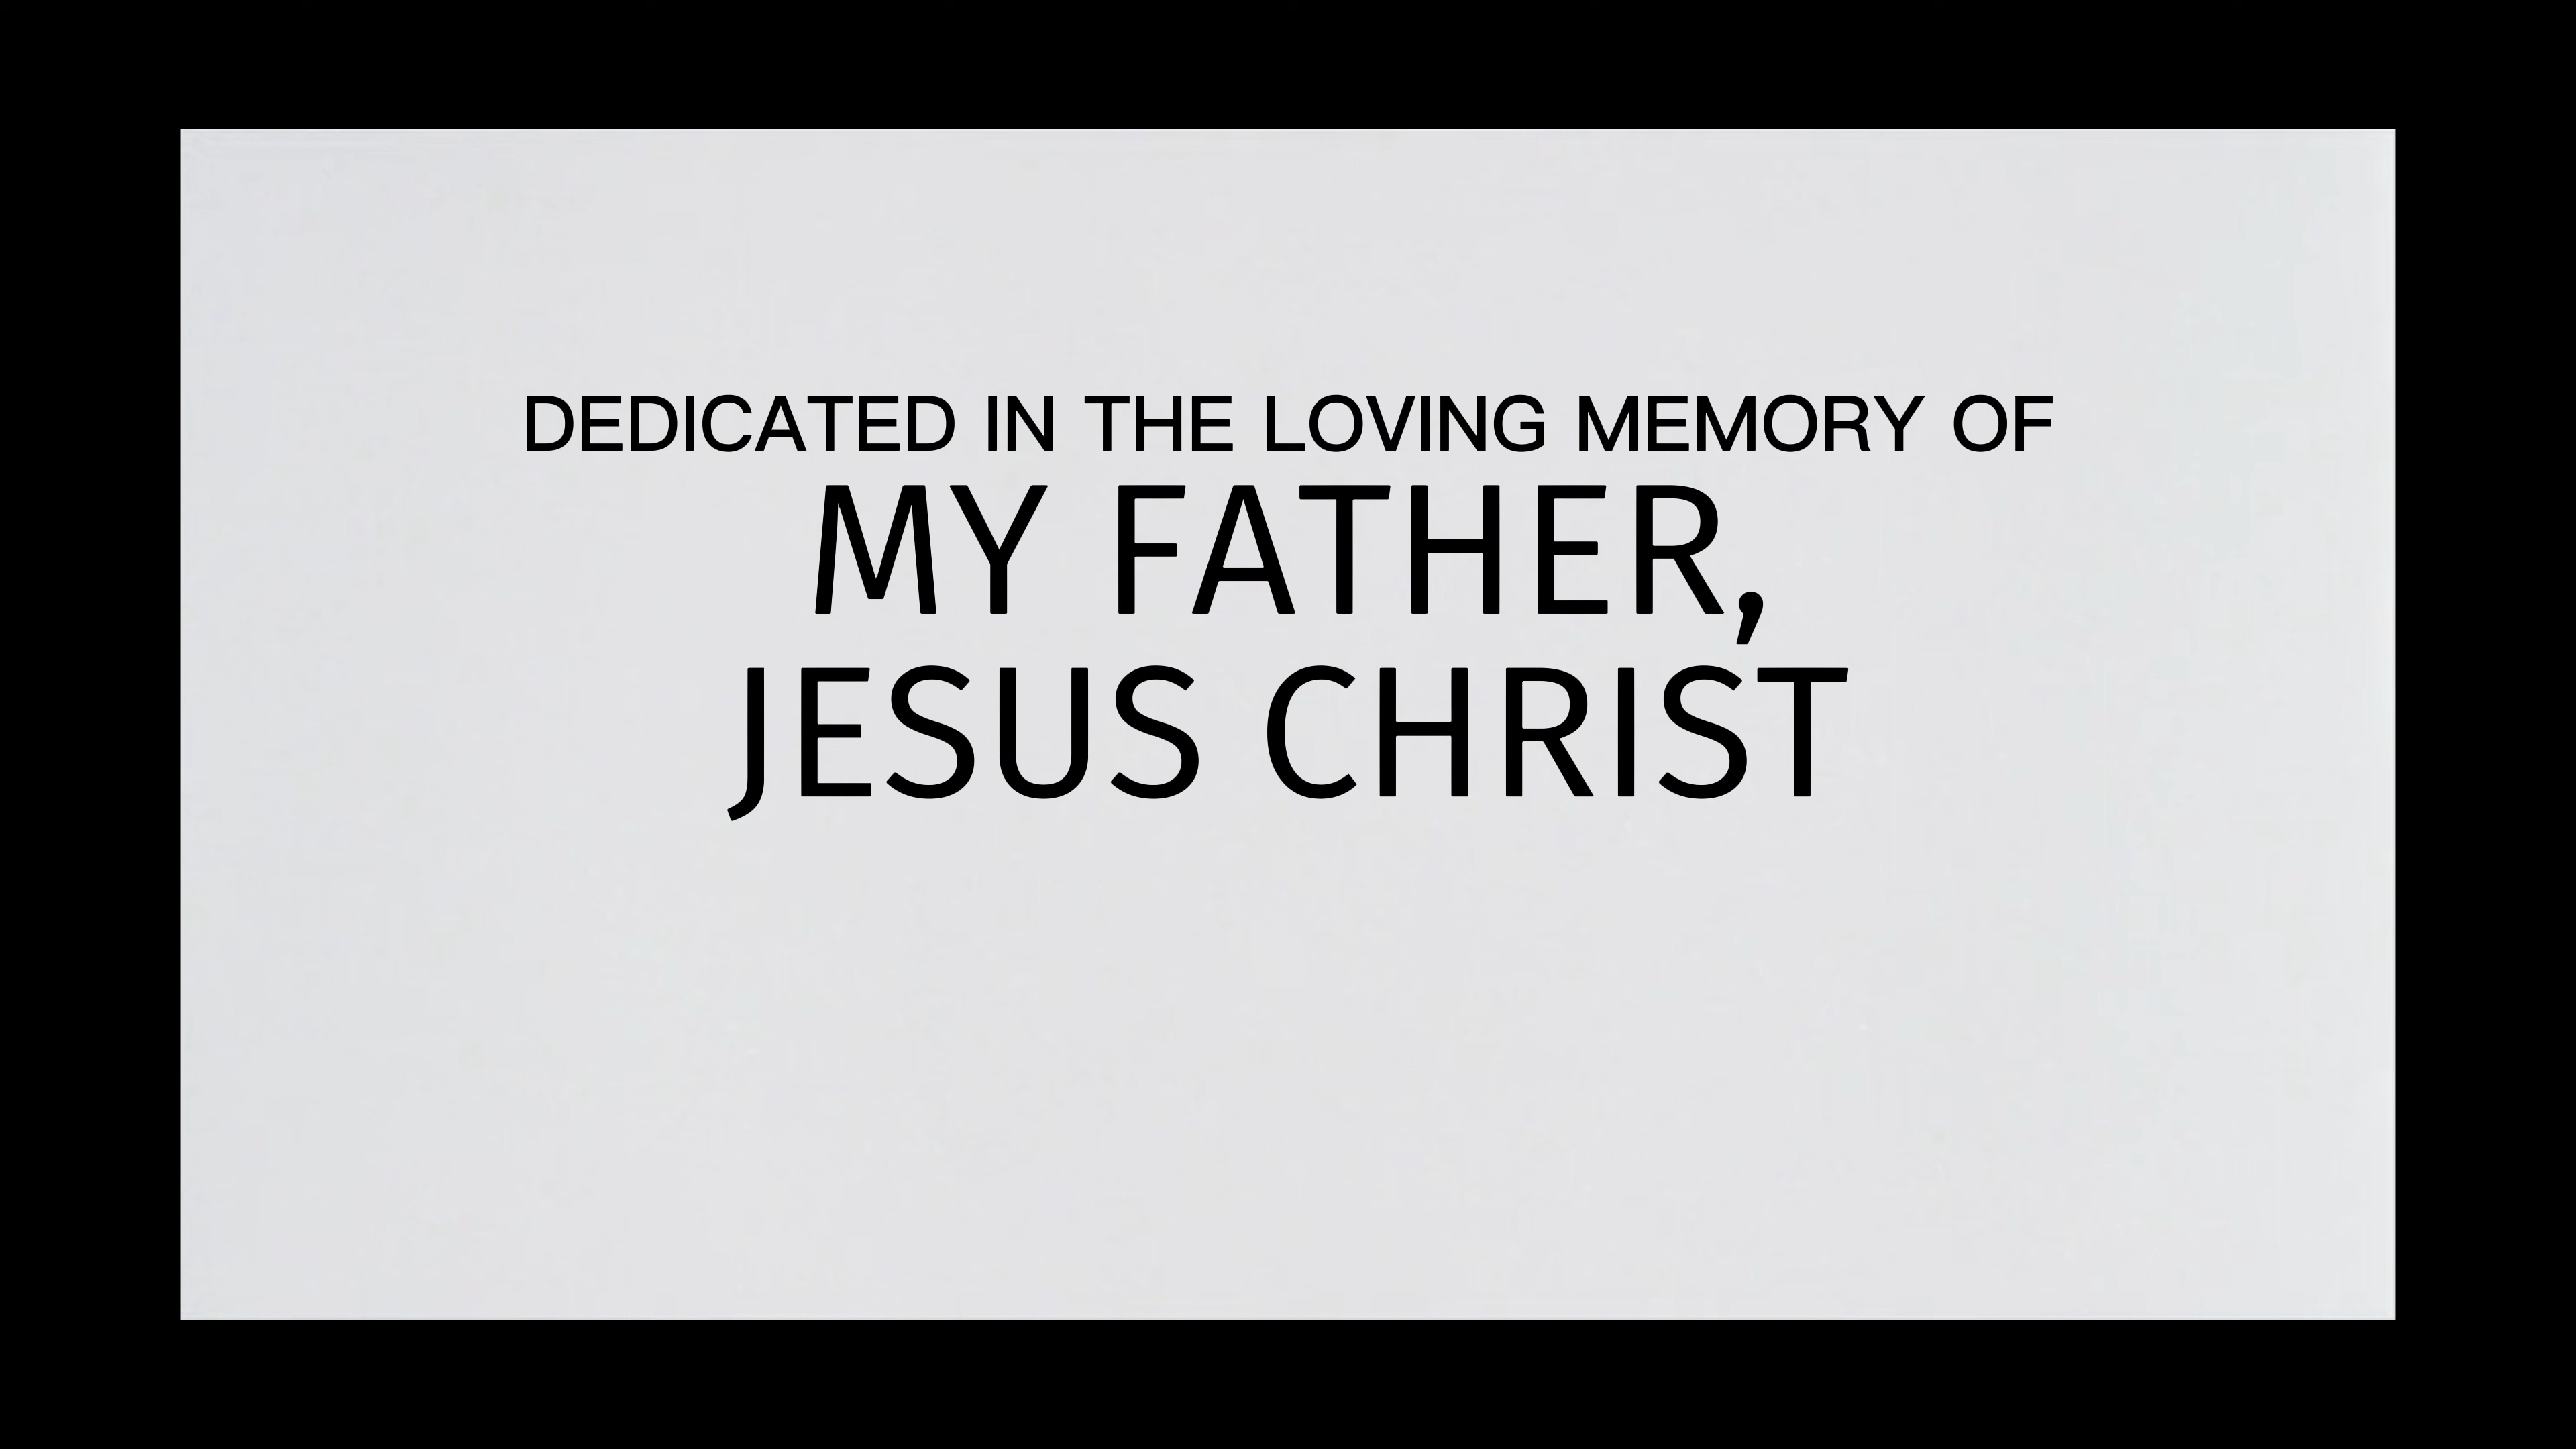 DEDICATED IN THE LOVING MEMORY OF
MY FATHER,
JESUS CHRIST